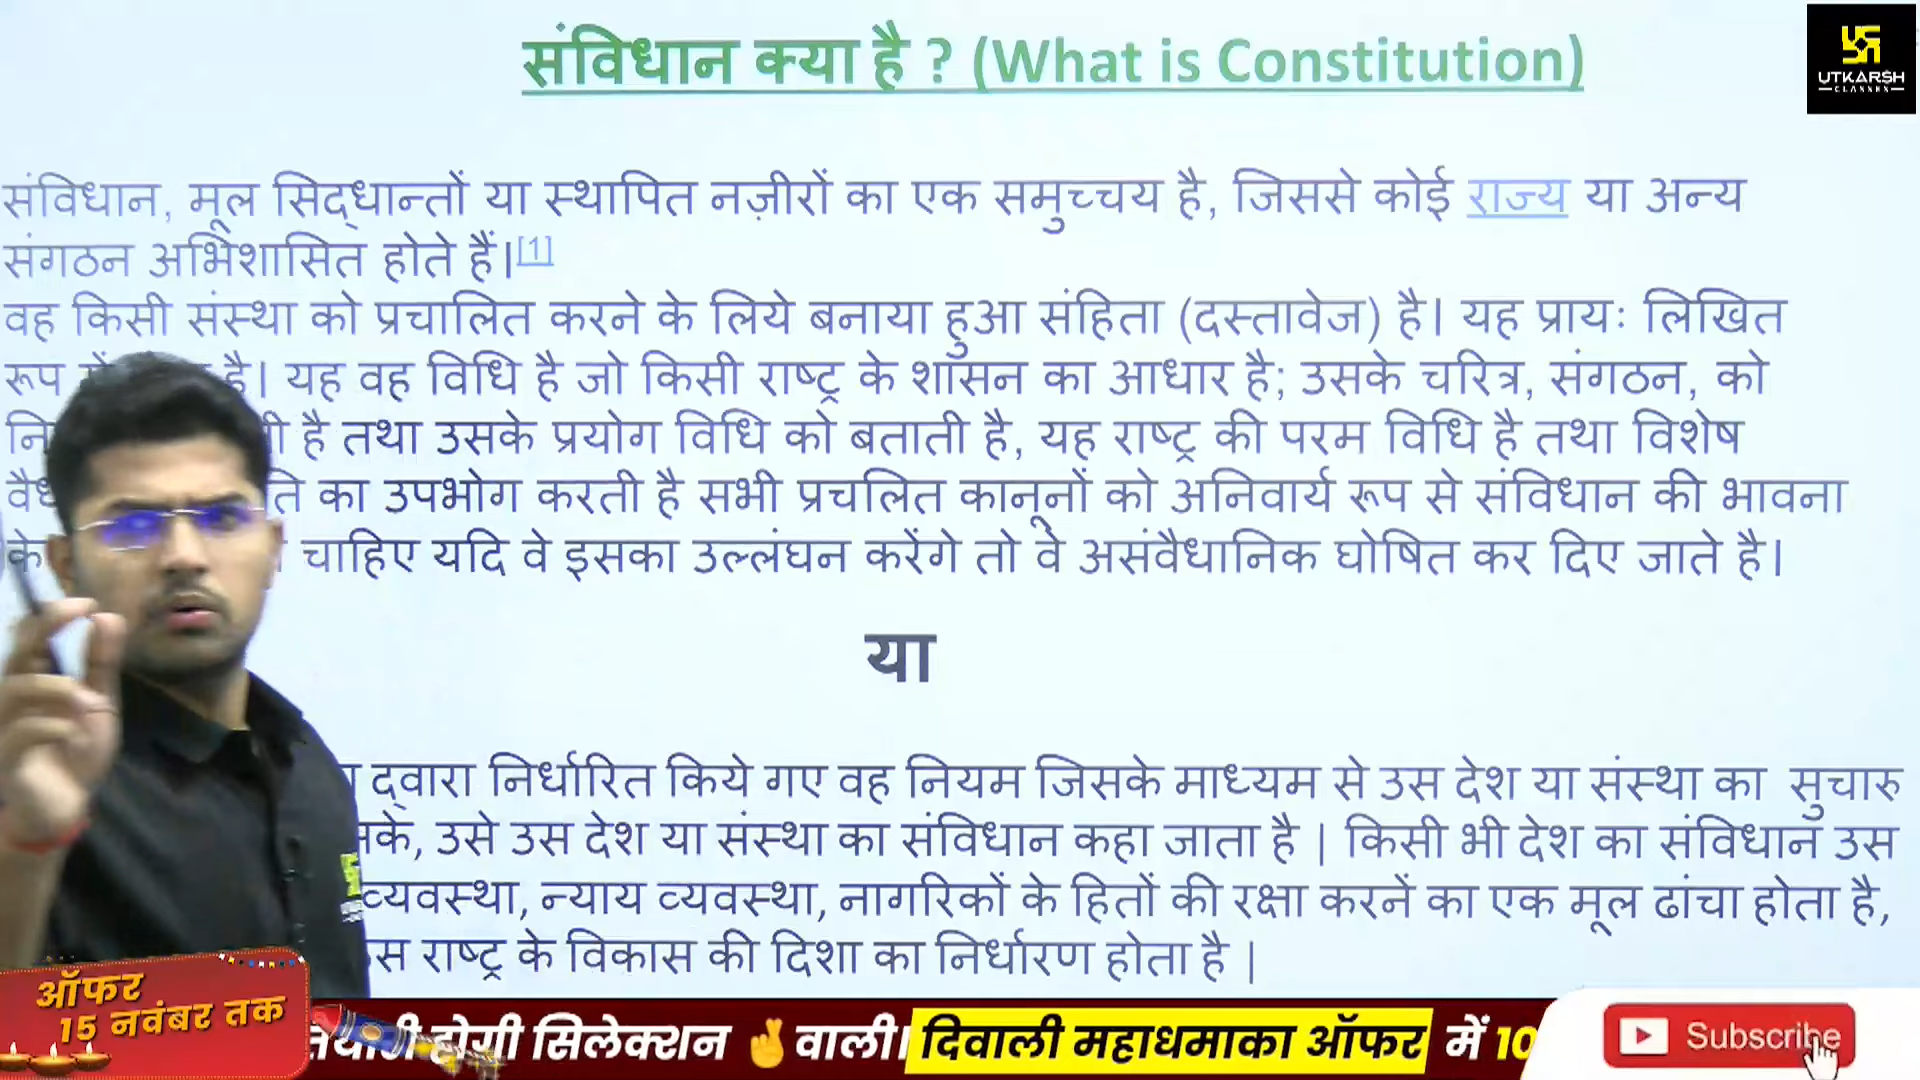 संविधान क्या है ? (What is Constitution)
UTKARSH
CLASSES
संविधान, मूल सिद्धान्तों या स्थापित नज़ीरों का एक समुच्चय है, जिससे कोई राज्य या अन्य
संगठन अभिशासित होते हैं।[1]
वह किसी संस्था को प्रचालित करने के लिये बनाया हुआ संहिता (दस्तावेज) है। यह प्रायः लिखित
रूप है। यह वह विधि है जो किसी राष्ट्र के शासन का आधार है; उसके चरित्र, संगठन, को
है तथा उसके प्रयोग विधि को बताती है, यह राष्ट्र की परम विधि है तथा विशेष
का उपभोग करती है सभी प्रचलित कानूनों को अनिवार्य रूप से संविधान की भावना
के चाहिए यदि वे इसका उल्लंघन करेंगे तो वे असंवैधानिक घोषित कर दिए जाते है।
या
द्वारा निर्धारित किये गए वह नियम जिसके माध्यम से उस देश या संस्था का सुचारु
उसे उस देश या संस्था का संविधान कहा जाता है | किसी भी देश का संविधान उस
व्यवस्था, न्याय व्यवस्था, नागरिकों के हितों की रक्षा करनें का एक मूल ढांचा होता है,
राष्ट्र के विकास की दिशा का निर्धारण होता है |
ऑफर
15 नवंबर तक
होगी सिलेक्शन वाली। दिवाली महाधमाका ऑफर में 10
Subscribe